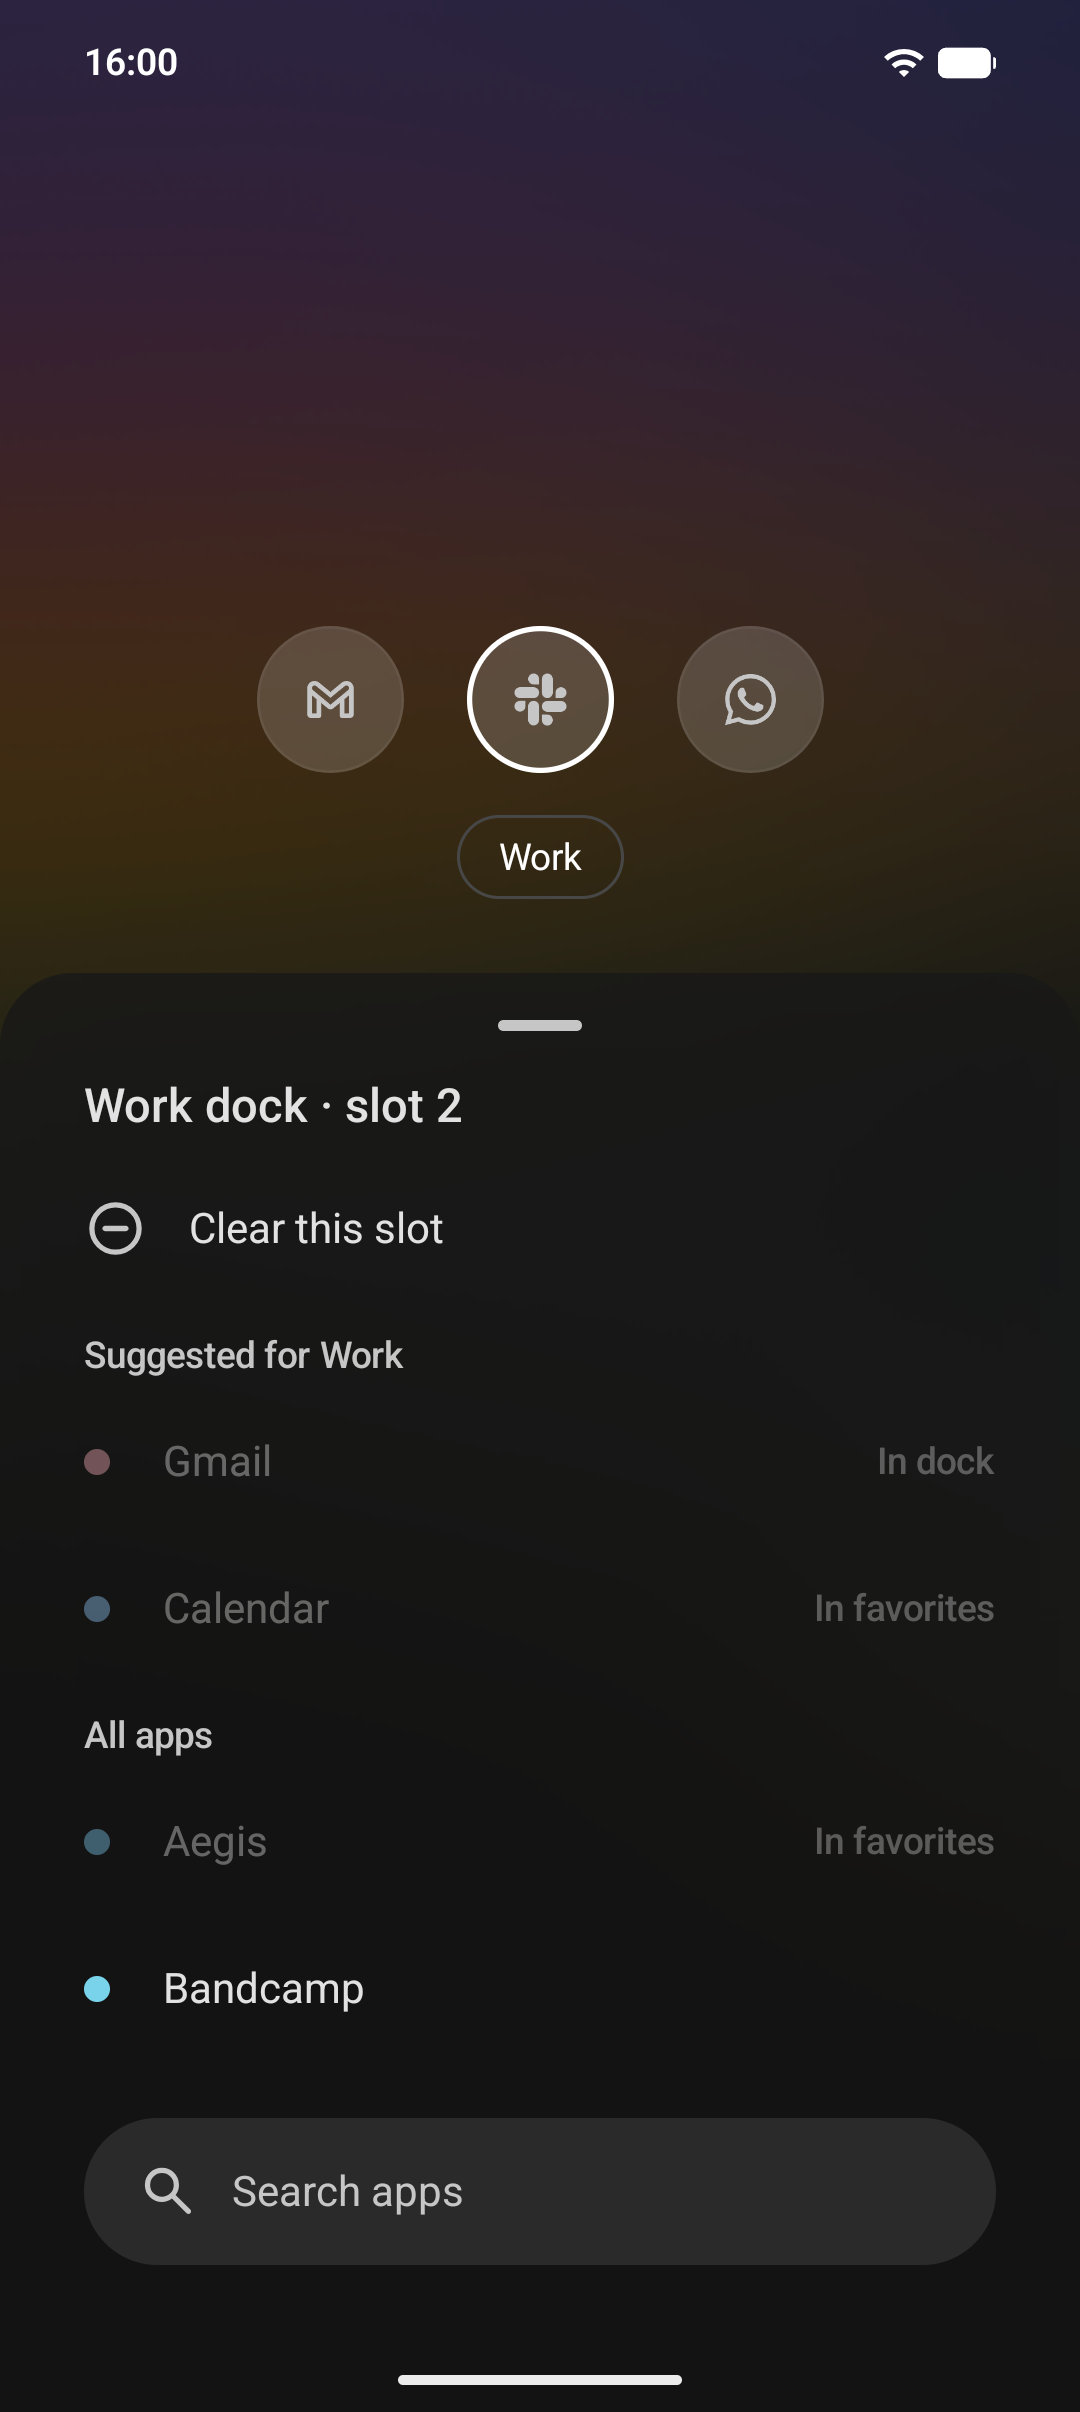 16:00
Work
Work dock · slot 2
Clear this slot
Suggested for Work
Gmail
In dock
Calendar
In favorites
All apps
Aegis
In favorites
Bandcamp
Search apps